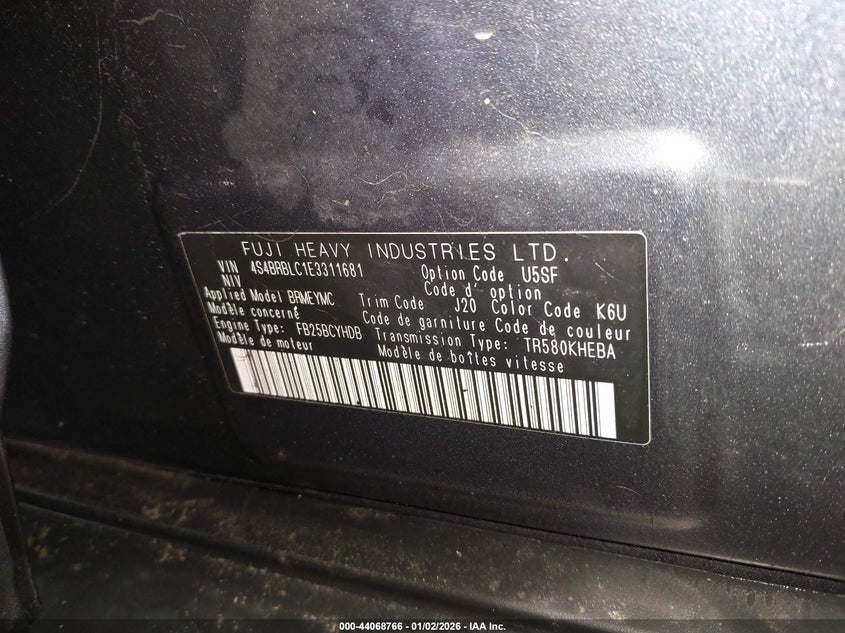 FUJI HEAVY INDUSTRIES LTD.
VIN 4S4BRBLC1E3311681 Option Code U5SF
NIV Code d' option
Applied Model BRMEYMC Trim Code J20 Color Code K6U
Modèle concerné Code de garniture Code de couleur
Engine Type: FB25BCYHDB Transmission Type: TR580KHEBA
Modèle de moteur Modèle de boîtes vitesse
000-44068766 - 01/02/2026 - IAA Inc.